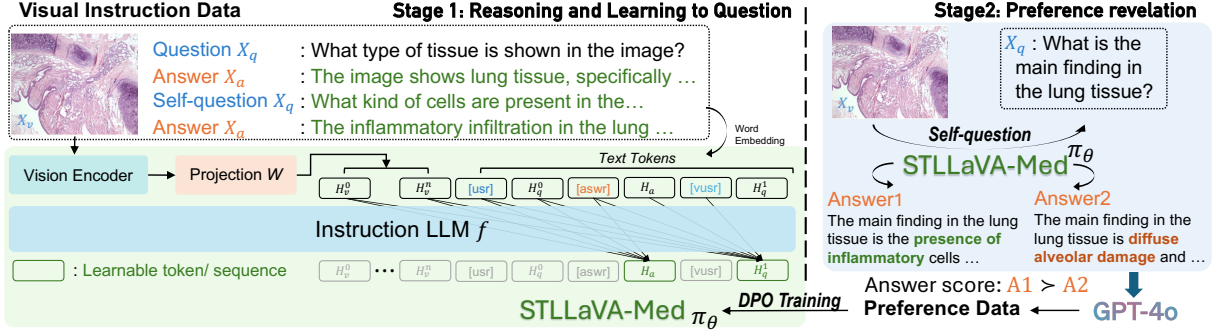 Visual Instruction Data
Stage 1: Reasoning and Learning to Question
X_v
Question X_q : What type of tissue is shown in the image?
Answer X_a : The image shows lung tissue, specifically …
Self-question X_q : What kind of cells are present in the…
Answer X_a : The inflammatory infiltration in the lung …
Word
Embedding
Vision Encoder
Projection W
Text Tokens
H_v^0 H_v^n [usr] H_q^0 [aswr] H_a [vusr] H_q^1
Instruction LLM f
: Learnable token/ sequence
H_v^0 ••• H_v^n [usr] H_q^0 [aswr] H_a [vusr] H_q^1
STLLaVA-Med π_θ
Stage2: Preference revelation
X_v
X_q : What is the
main finding in
the lung tissue?
Self-question
STLLaVA-Med π_θ
Answer1
The main finding in the lung
tissue is the presence of
inflammatory cells …
Answer2
The main finding in the
lung tissue is diffuse
alveolar damage and …
Answer score: A1 ≻ A2
GPT-4o
Preference Data
DPO Training